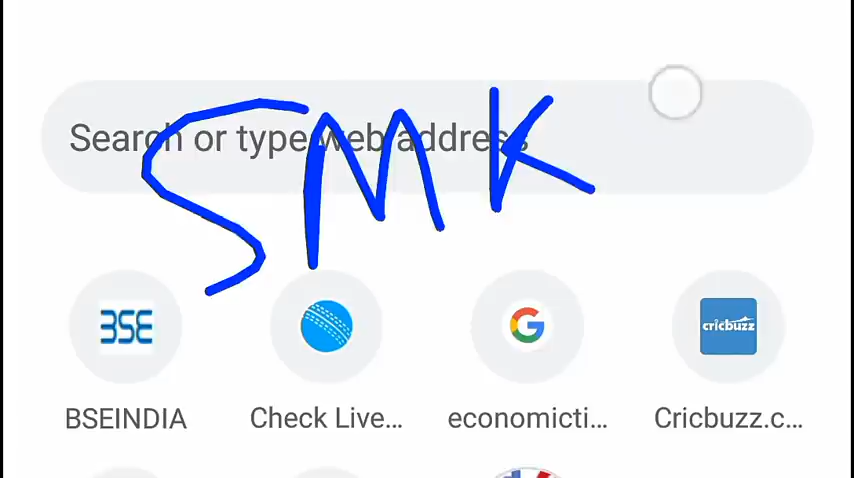 SMK
Search or type web address
BSE cricbuzz
BSEINDIA Check Live... economicti... Cricbuzz.c...